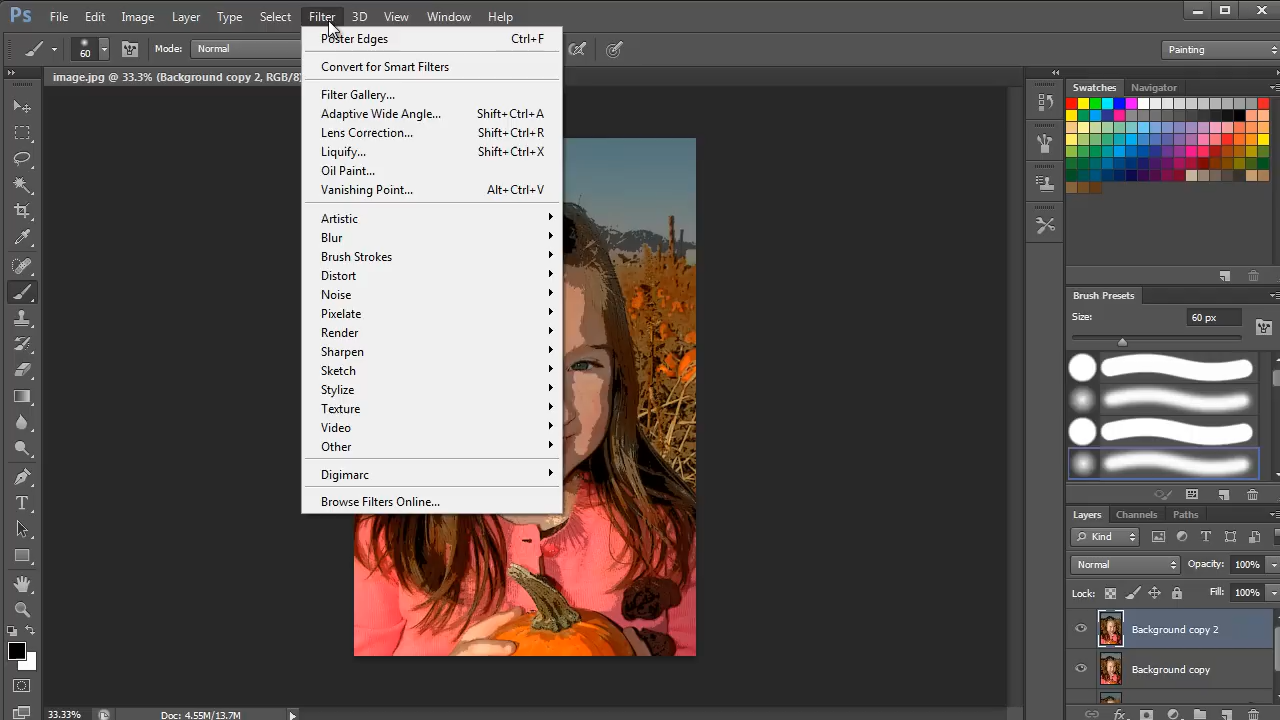 Ps File Edit Image Layer Type Select Filter 3D View Window Help
60 Mode: Normal Painting
image.jpg @ 33.3% (Background copy 2, RGB/8)
Poster Edges Ctrl+F
Convert for Smart Filters
Filter Gallery...
Adaptive Wide Angle... Shift+Ctrl+A
Lens Correction... Shift+Ctrl+R
Liquify... Shift+Ctrl+X
Oil Paint...
Vanishing Point... Alt+Ctrl+V
Artistic
Blur
Brush Strokes
Distort
Noise
Pixelate
Render
Sharpen
Sketch
Stylize
Texture
Video
Other
Digimarc
Browse Filters Online...
Swatches Navigator
Brush Presets
Size: 60 px
Layers Channels Paths
Kind
Normal Opacity: 100%
Lock: Fill: 100%
Background copy 2
Background copy
33.33% Doc: 4.55M/13.7M